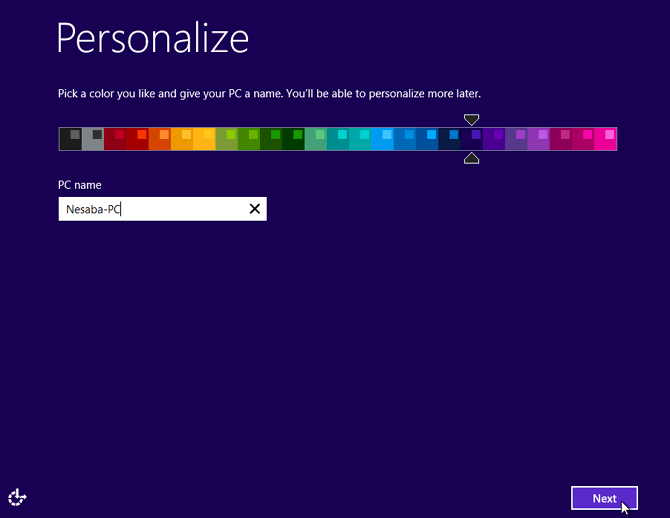 Personalize
Pick a color you like and give your PC a name. You'll be able to personalize more later.
PC name
Nesaba-PC
Next